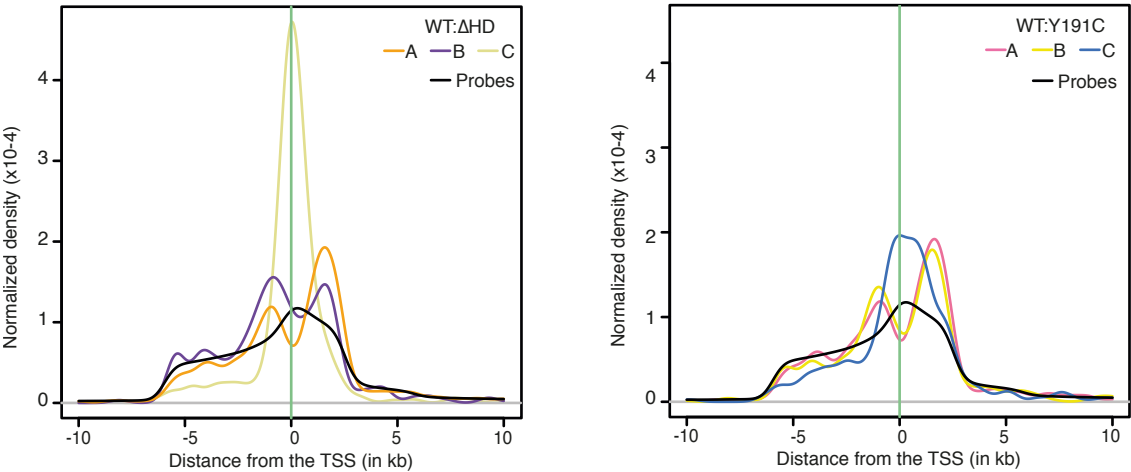 WT:ΔHD
A B C
Probes
Normalized density (x10-4)
4
3
2
1
0
-10 -5 0 5 10
Distance from the TSS (in kb)
WT:Y191C
A B C
Probes
Normalized density (x10-4)
4
3
2
1
0
-10 -5 0 5 10
Distance from the TSS (in kb)